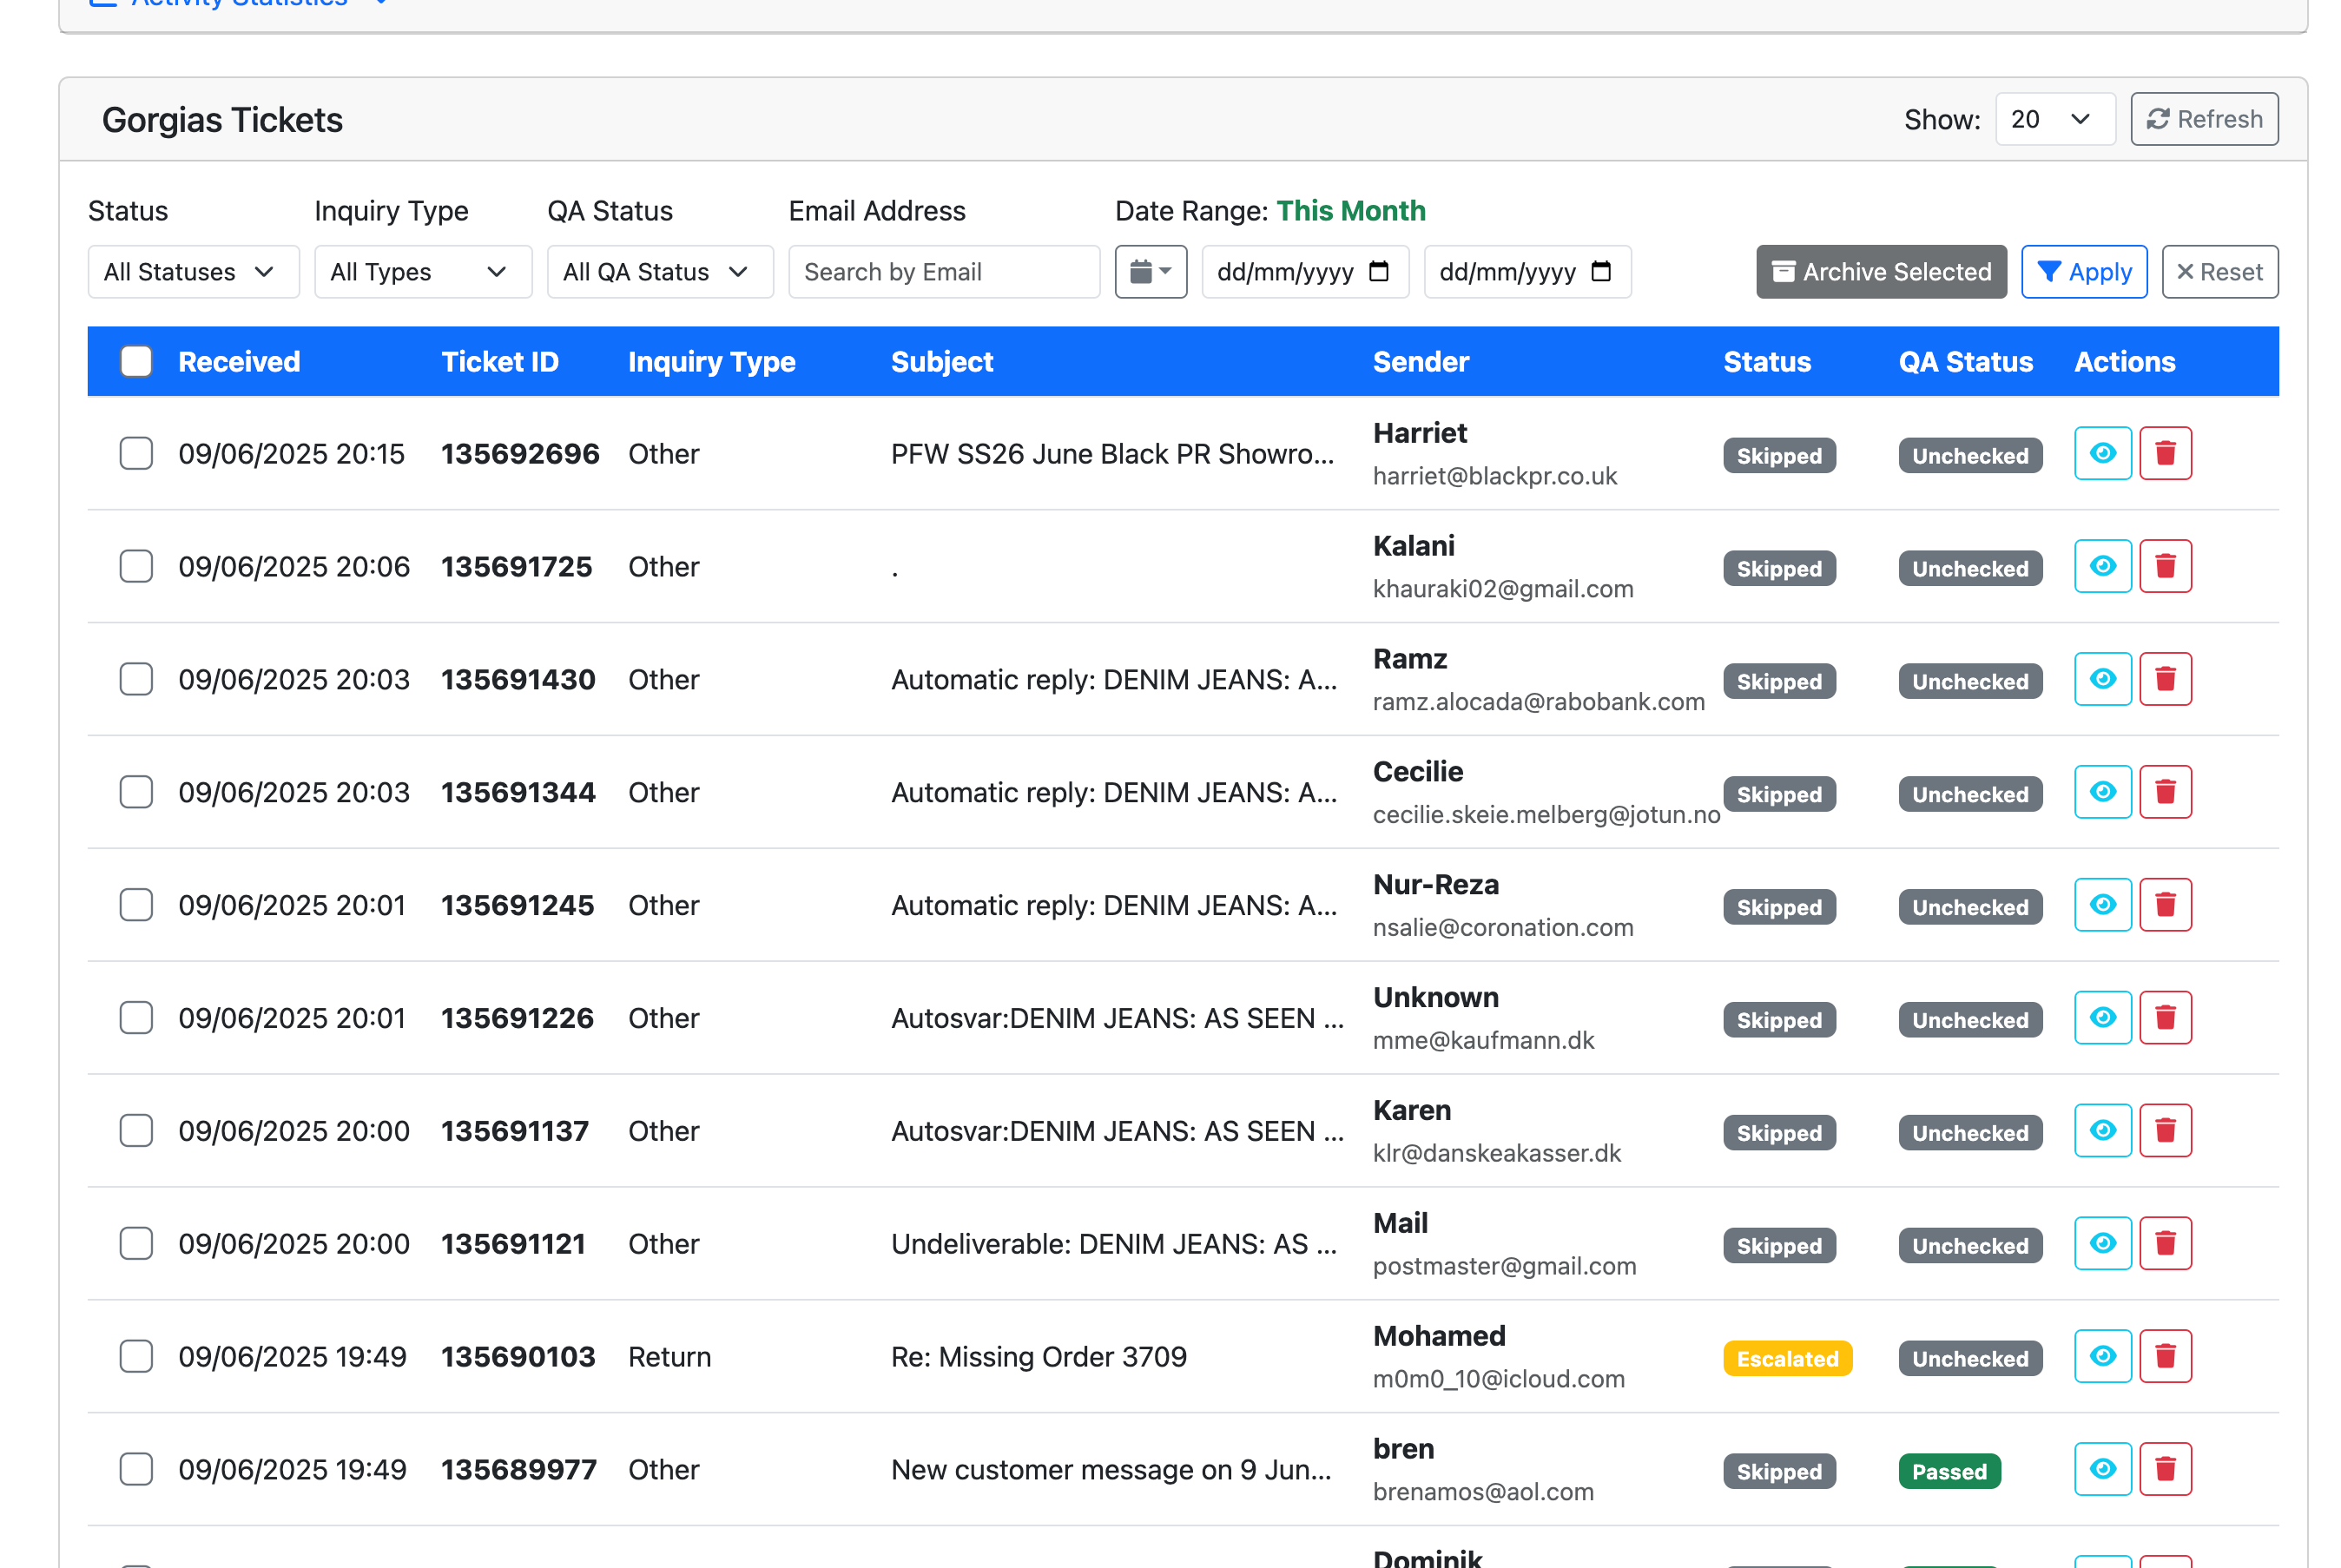 Activity Statistics
Gorgias Tickets
Show: 20 Refresh
Status Inquiry Type QA Status Email Address Date Range: This Month
All Statuses All Types All QA Status Search by Email dd/mm/yyyy dd/mm/yyyy Archive Selected Apply Reset
Received Ticket ID Inquiry Type Subject Sender Status QA Status Actions
09/06/2025 20:15 135692696 Other PFW SS26 June Black PR Showro... Harriet Skipped Unchecked
harriet@blackpr.co.uk
09/06/2025 20:06 135691725 Other . Kalani Skipped Unchecked
khauraki02@gmail.com
09/06/2025 20:03 135691430 Other Automatic reply: DENIM JEANS: A... Ramz Skipped Unchecked
ramz.alocada@rabobank.com
09/06/2025 20:03 135691344 Other Automatic reply: DENIM JEANS: A... Cecilie Skipped Unchecked
cecilie.skeie.melberg@jotun.no
09/06/2025 20:01 135691245 Other Automatic reply: DENIM JEANS: A... Nur-Reza Skipped Unchecked
nsalie@coronation.com
09/06/2025 20:01 135691226 Other Autosvar:DENIM JEANS: AS SEEN ... Unknown Skipped Unchecked
mme@kaufmann.dk
09/06/2025 20:00 135691137 Other Autosvar:DENIM JEANS: AS SEEN ... Karen Skipped Unchecked
klr@danskeakasser.dk
09/06/2025 20:00 135691121 Other Undeliverable: DENIM JEANS: AS ... Mail Skipped Unchecked
postmaster@gmail.com
09/06/2025 19:49 135690103 Return Re: Missing Order 3709 Mohamed Escalated Unchecked
m0m0_10@icloud.com
09/06/2025 19:49 135689977 Other New customer message on 9 Jun... bren Skipped Passed
brenamos@aol.com
Dominik